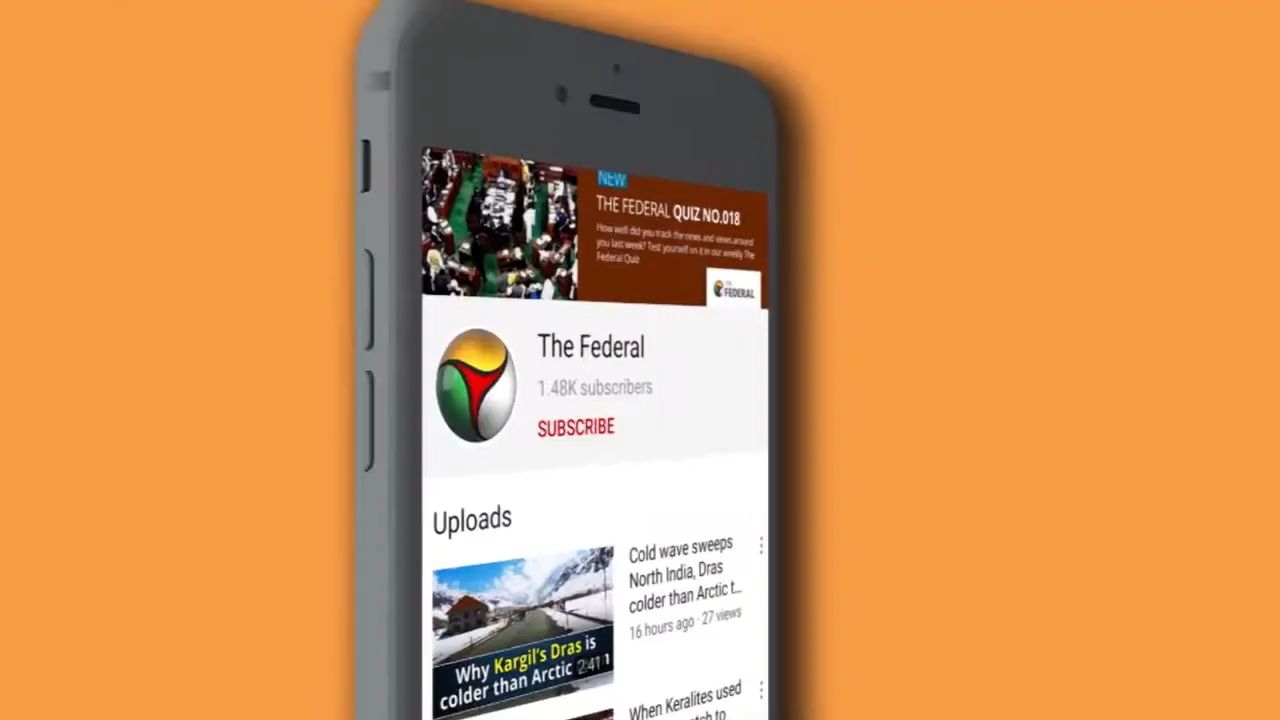 NEW
THE FEDERAL QUIZ NO.018
How well did you track the news and views around
you last week? Test yourself on it in our weekly The
Federal Quiz
THE
FEDERAL
The Federal
1.48K subscribers
SUBSCRIBE
Uploads
Cold wave sweeps
North India, Dras
colder than Arctic t...
16 hours ago · 27 views
Why Kargil's Dras is
colder than Arctic
2:41
When Keralites used